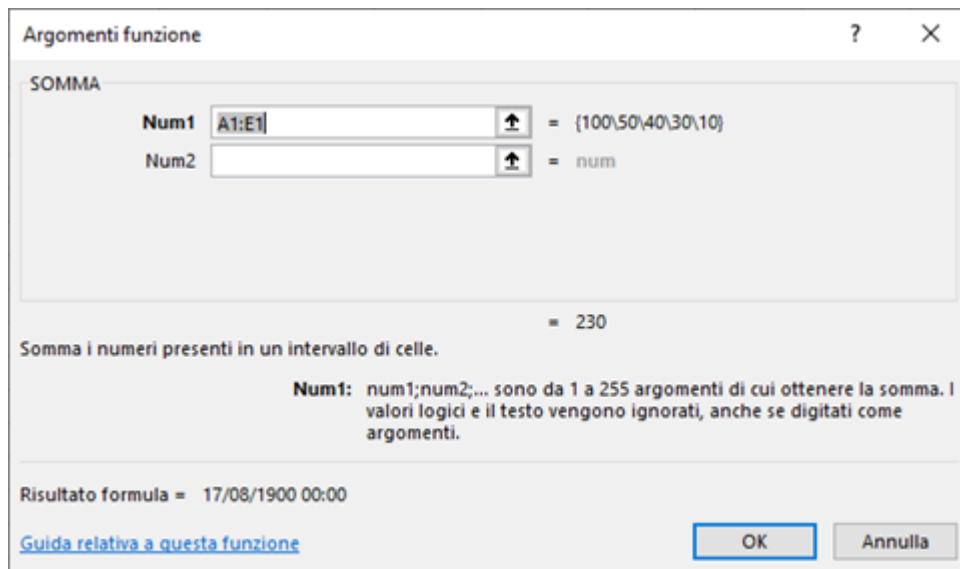 Argomenti funzione ? X
SOMMA
Num1 A1:E1 = {100\50\40\30\10}
Num2 = num
= 230
Somma i numeri presenti in un intervallo di celle.
Num1: num1;num2;... sono da 1 a 255 argomenti di cui ottenere la somma. I
valori logici e il testo vengono ignorati, anche se digitati come
argomenti.
Risultato formula = 17/08/1900 00:00
Guida relativa a questa funzione OK Annulla